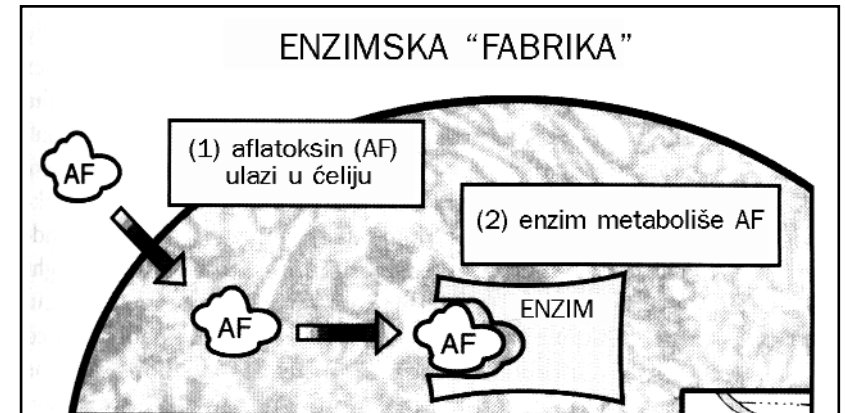 ENZIMSKA “FABRIKA”
(1) aflatoksin (AF)
ulazi u ćeliju
AF
(2) enzim metaboliše AF
AF
ENZIM
AF